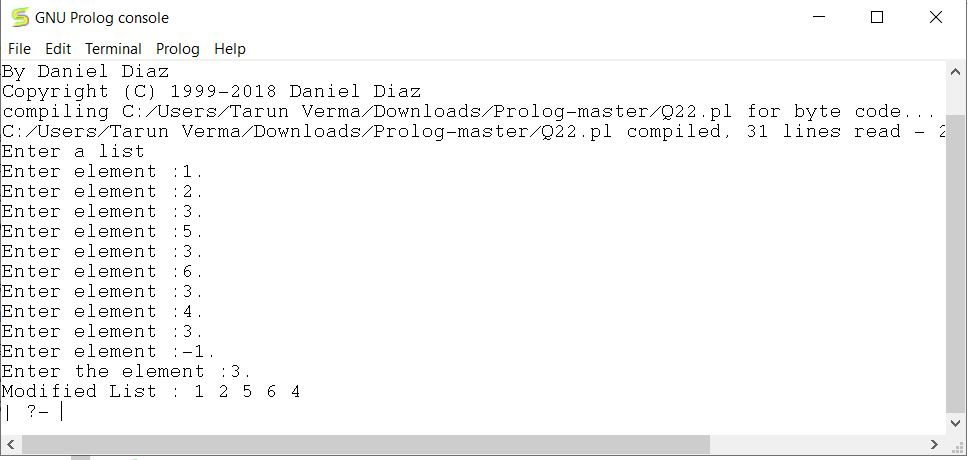 GNU Prolog console
File Edit Terminal Prolog Help
By Daniel Diaz
Copyright (C) 1999-2018 Daniel Diaz
compiling C:/Users/Tarun Verma/Downloads/Prolog-master/Q22.pl for byte code...
C:/Users/Tarun Verma/Downloads/Prolog-master/Q22.pl compiled, 31 lines read - 2
Enter a list
Enter element :1.
Enter element :2.
Enter element :3.
Enter element :5.
Enter element :3.
Enter element :6.
Enter element :3.
Enter element :4.
Enter element :3.
Enter element :-1.
Enter the element :3.
Modified List : 1 2 5 6 4
| ?-